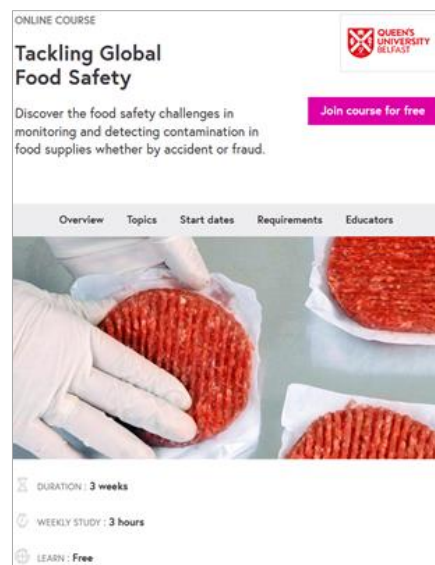 ONLINE COURSE
QUEEN'S
UNIVERSITY
BELFAST
Tackling Global
Food Safety
Discover the food safety challenges in
monitoring and detecting contamination in
food supplies whether by accident or fraud.
Join course for free
Overview Topics Start dates Requirements Educators
DURATION : 3 weeks
WEEKLY STUDY : 3 hours
LEARN : Free